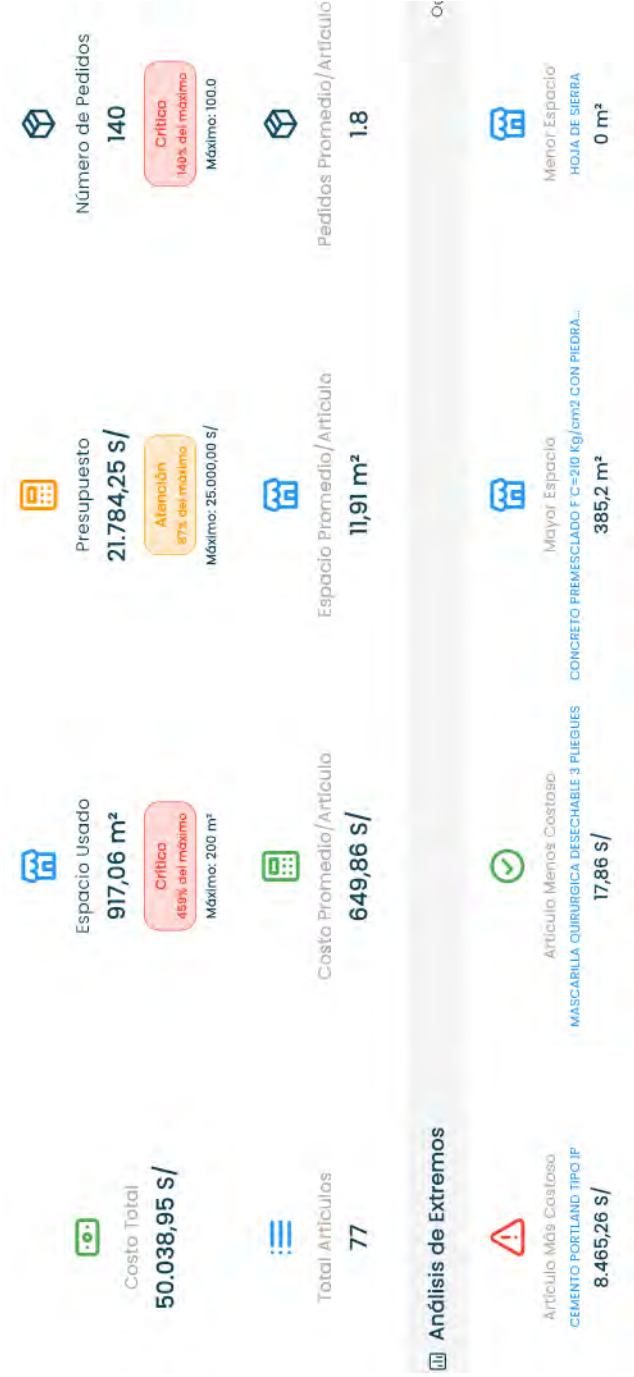 Costo Total
50.038,95 S/
Espacio Usado
917,06 m²
Crítico
459% del máximo
Máximo: 200 m²
Presupuesto
21.784,25 S/
Atención
87% del máximo
Máximo: 25.000,00 S/
Número de Pedidos
140
Crítico
140% del máximo
Máximo: 100.0
Total Artículos
77
Costo Promedio/Artículo
649,86 S/
Espacio Promedio/Artículo
11,91 m²
Pedidos Promedio/Artículo
1.8
Análisis de Extremos
Artículo Más Costoso
CEMENTO PORTLAND TIPO IP
8.465,26 S/
Artículo Menos Costoso
MASCARILLA QUIRURGICA DESECHABLE 3 PLIEGUES
17,86 S/
Mayor Espacio
CONCRETO PREMESCLADO F C=210 Kg/cm2 CON PIEDRA...
385,2 m²
Menor Espacio
HOJA DE SIERRA
0 m²